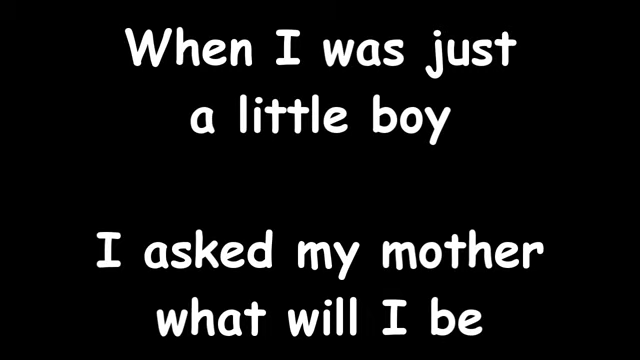 When I was just
a little boy
I asked my mother
what will I be